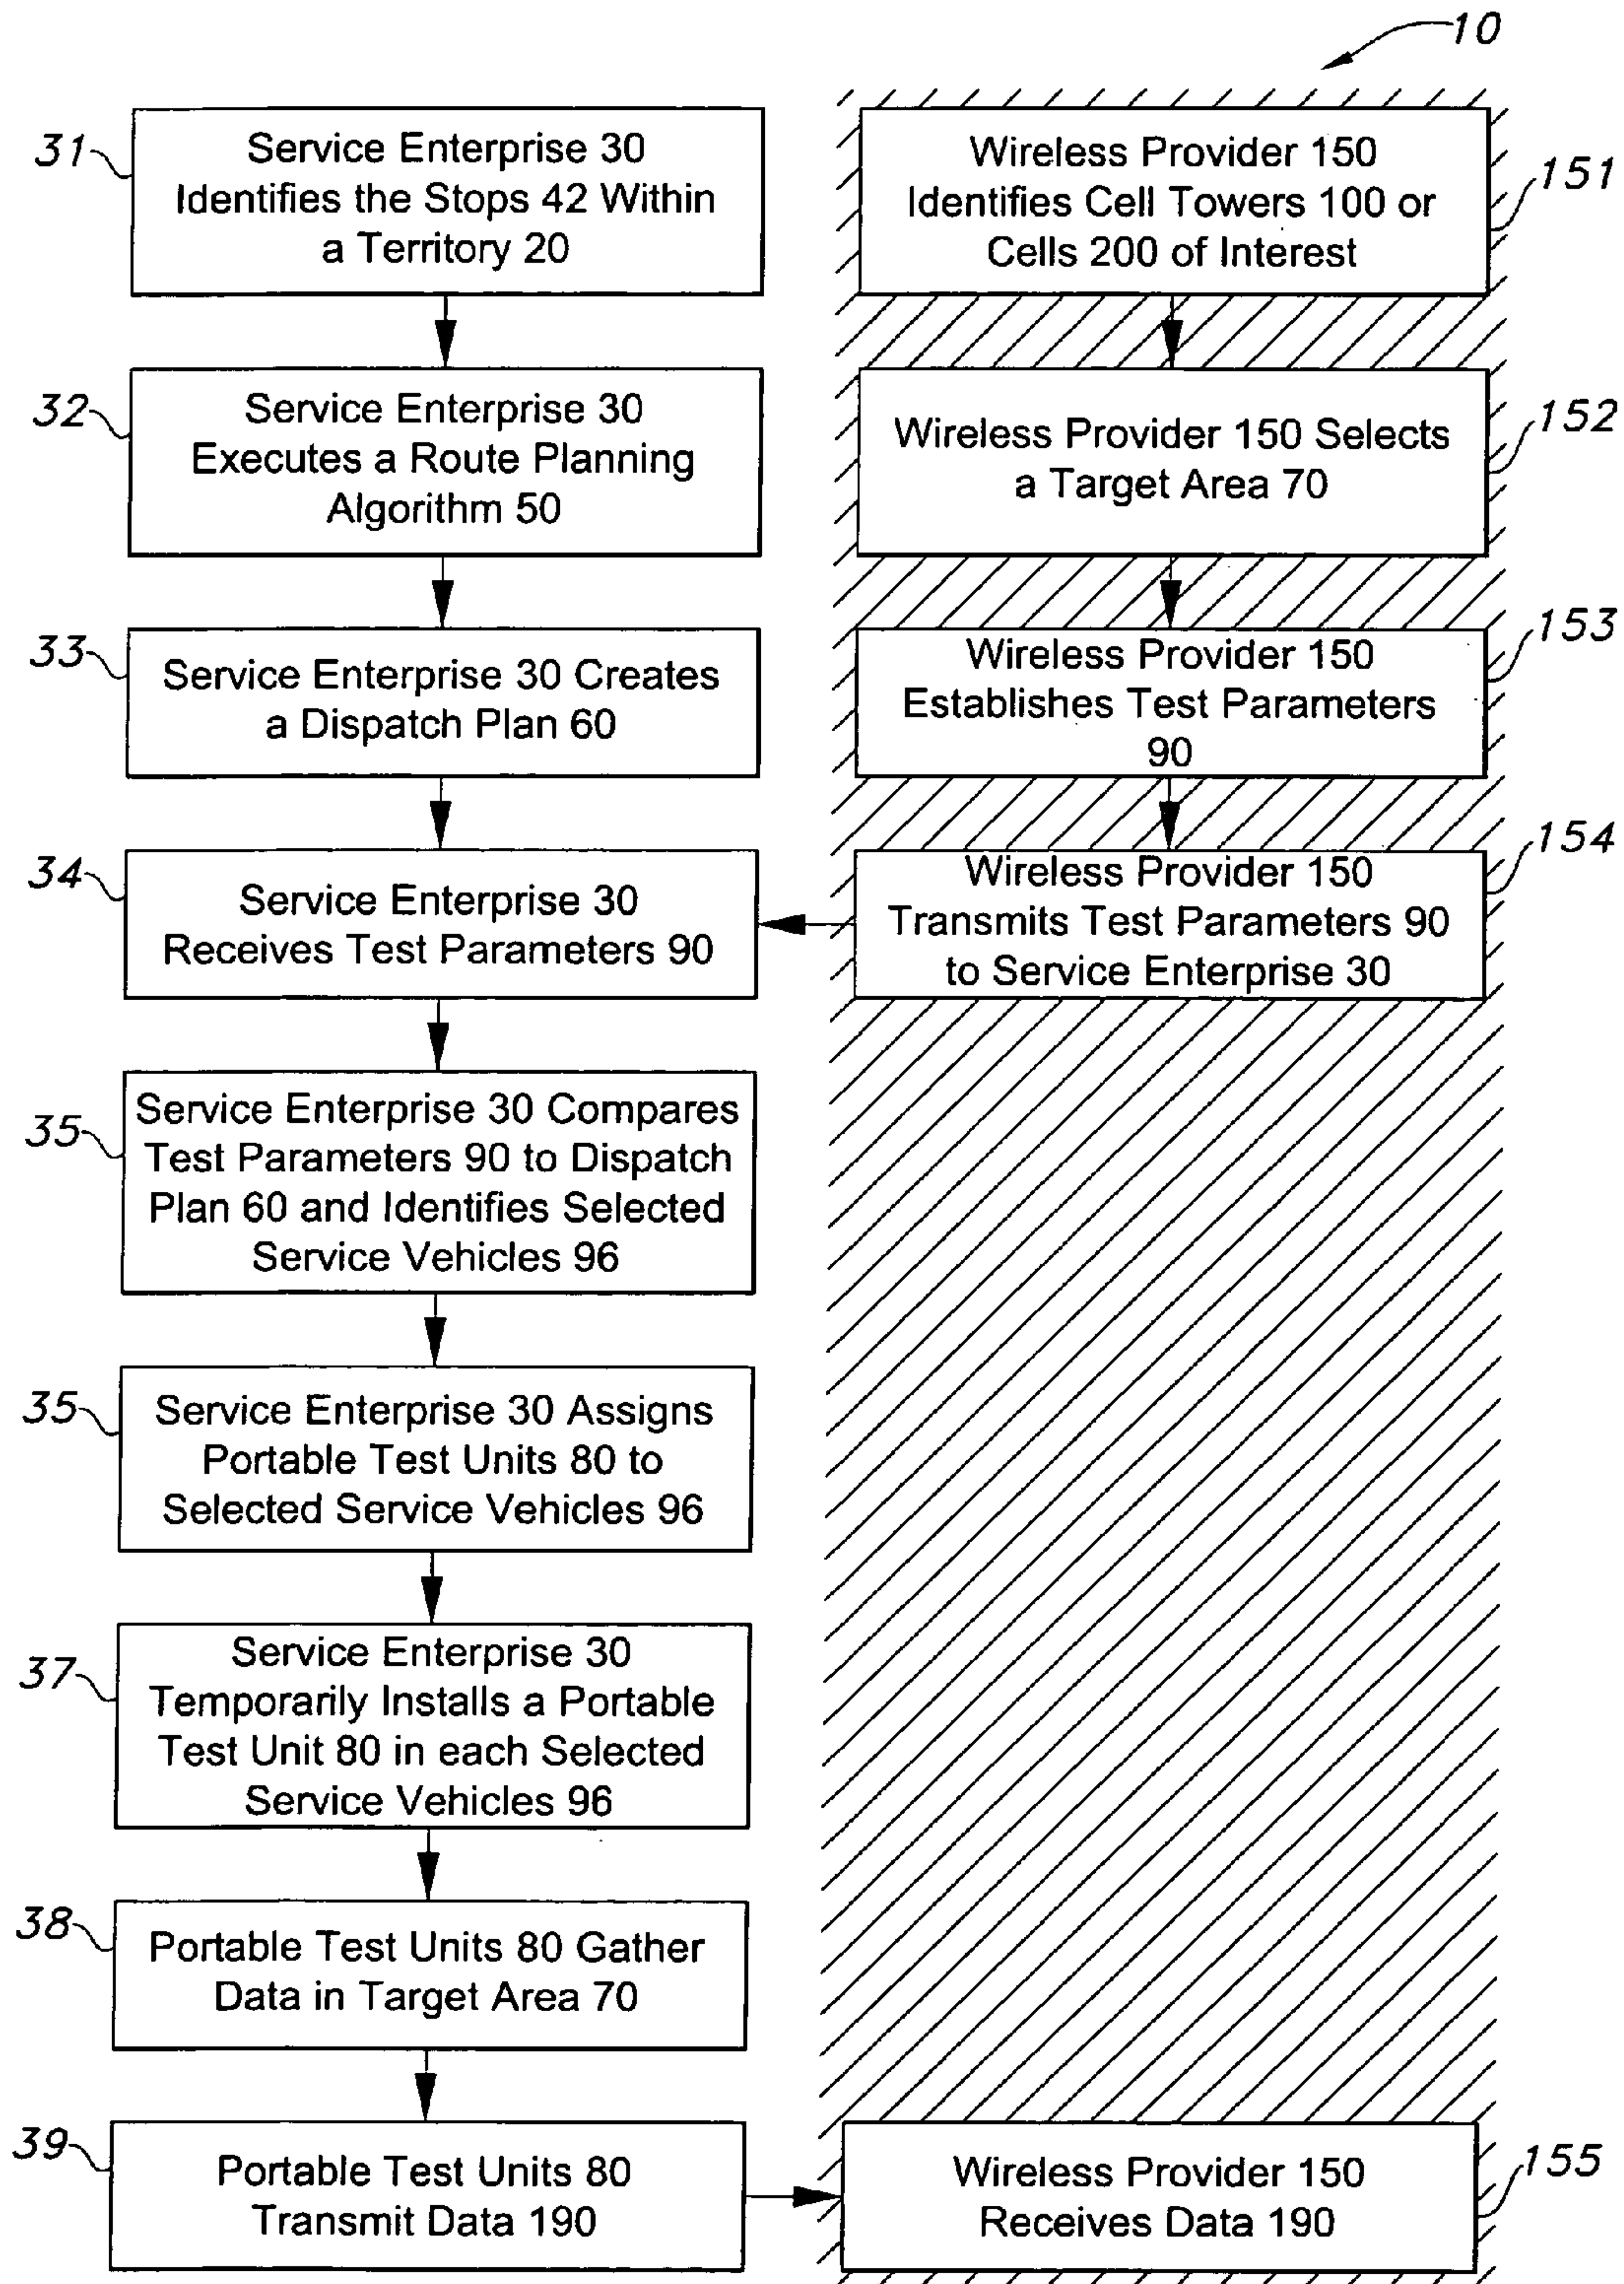 10
31
Service Enterprise 30
Identifies the Stops 42 Within
a Territory 20
Wireless Provider 150
Identifies Cell Towers 100 or
Cells 200 of Interest
151
32
Service Enterprise 30
Executes a Route Planning
Algorithm 50
Wireless Provider 150 Selects
a Target Area 70
152
33
Service Enterprise 30 Creates
a Dispatch Plan 60
Wireless Provider 150
Establishes Test Parameters
90
153
34
Service Enterprise 30
Receives Test Parameters 90
Wireless Provider 150
Transmits Test Parameters 90
to Service Enterprise 30
154
35
Service Enterprise 30 Compares
Test Parameters 90 to Dispatch
Plan 60 and Identifies Selected
Service Vehicles 96
35
Service Enterprise 30 Assigns
Portable Test Units 80 to
Selected Service Vehicles 96
37
Service Enterprise 30
Temporarily Installs a Portable
Test Unit 80 in each Selected
Service Vehicles 96
38
Portable Test Units 80 Gather
Data in Target Area 70
39
Portable Test Units 80
Transmit Data 190
Wireless Provider 150
Receives Data 190
155